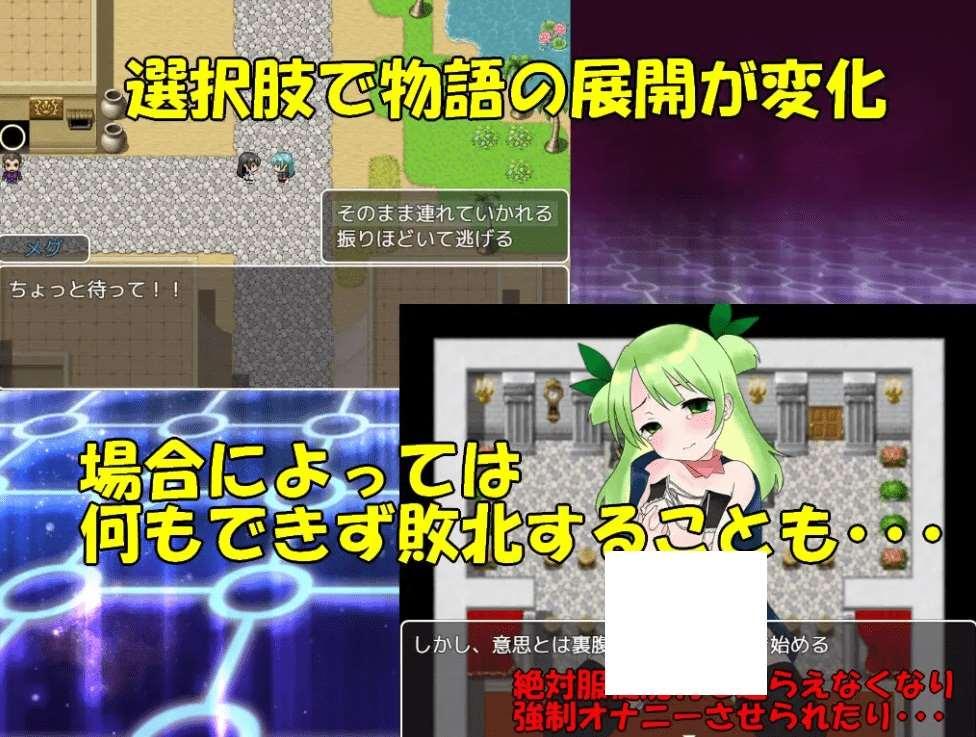 選択肢で物語の展開が変化
そのまま連れていかれる
振りほどいて逃げる
メグ
ちょっと待って！！
場合によっては
何もできず敗北することも・・・
しかし、意思とは裏腹
始める
絶対服
らえなくなり
強制オナニーさせられたり・・・